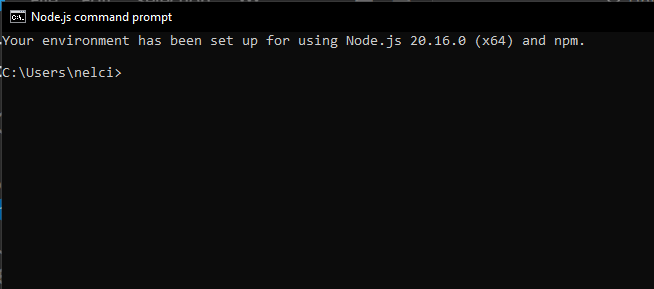 Node.js command prompt
Your environment has been set up for using Node.js 20.16.0 (x64) and npm.
C:\Users\nelci>